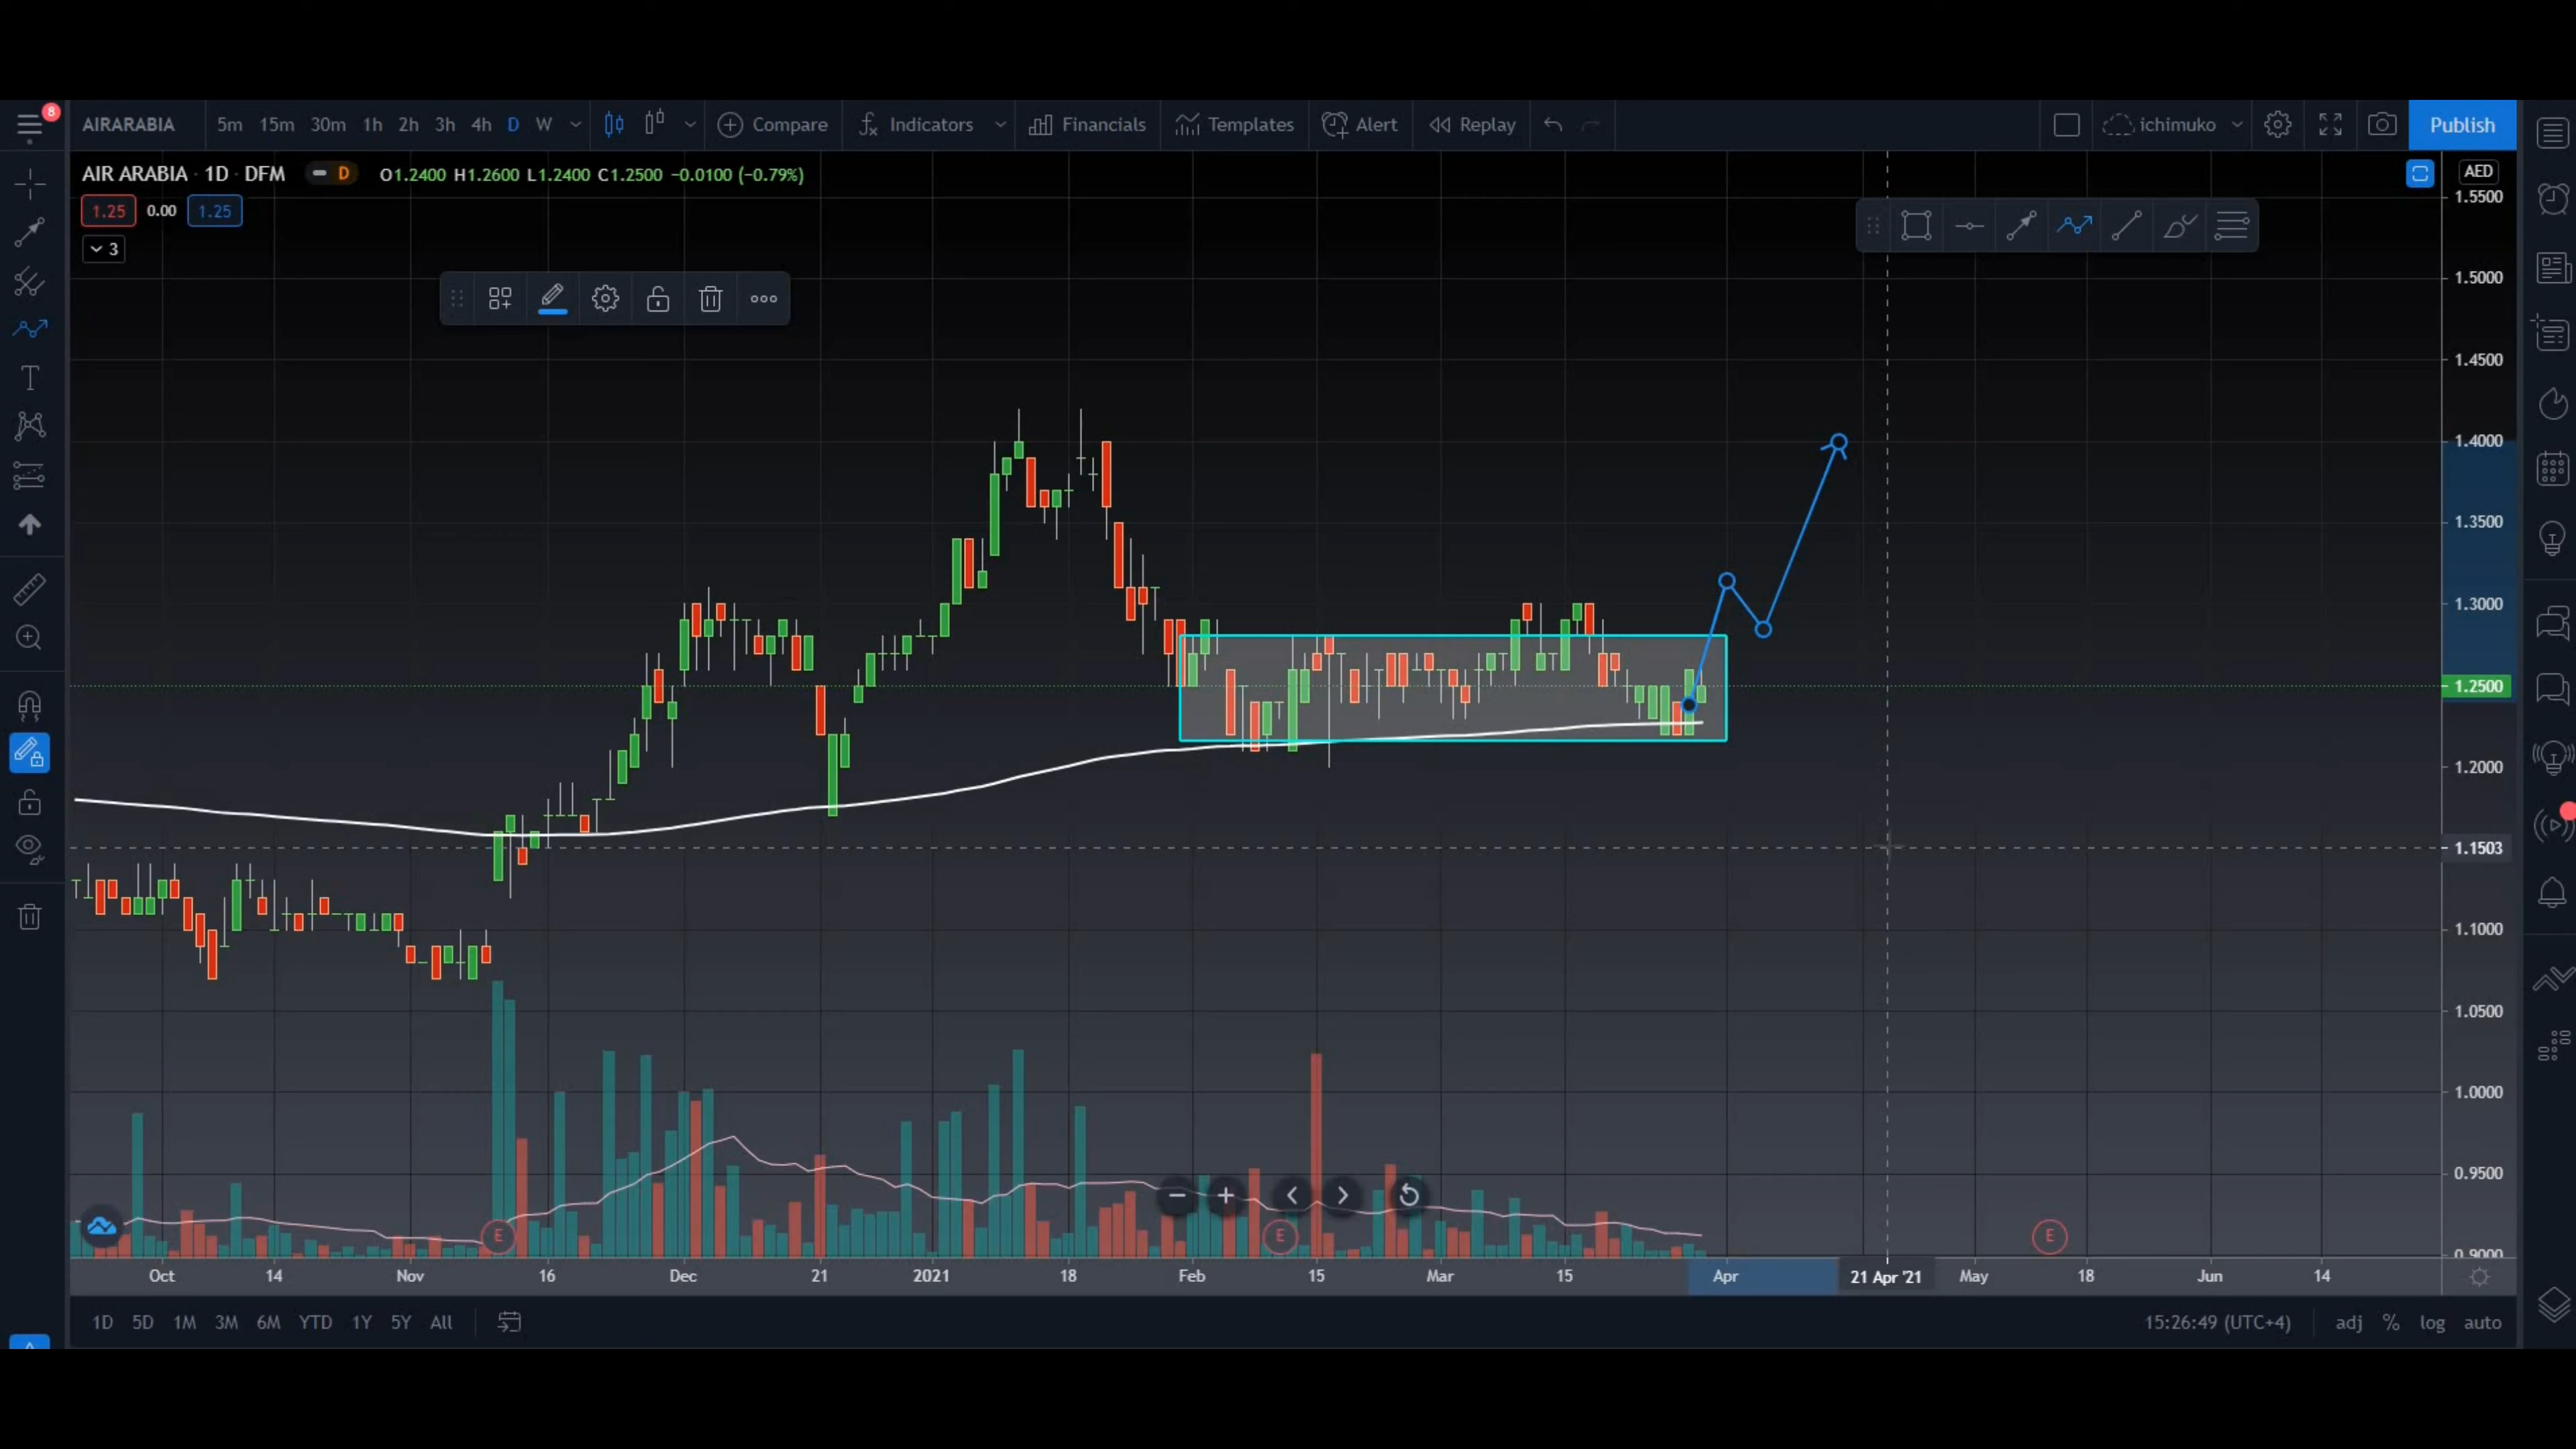 8
AIRARABIA 5m 15m 30m 1h 2h 3h 4h D W Compare Indicators Financials Templates Alert Replay ichimuko Publish
AIR ARABIA · 1D · DFM D O1.2400 H1.2600 L1.2400 C1.2500 −0.0100 (−0.79%)
AED
1.25 0.00 1.25
3
1.5500
1.5000
1.4500
1.4000
1.3500
1.3000
1.2500
1.2000
1.1503
1.1000
1.0500
1.0000
0.9500
0.9000
E E E
Oct 14 Nov 16 Dec 21 2021 18 Feb 15 Mar 15 Apr 21 Apr '21 May 18 Jun 14
1D 5D 1M 3M 6M YTD 1Y 5Y All 15:26:49 (UTC+4) adj % log auto